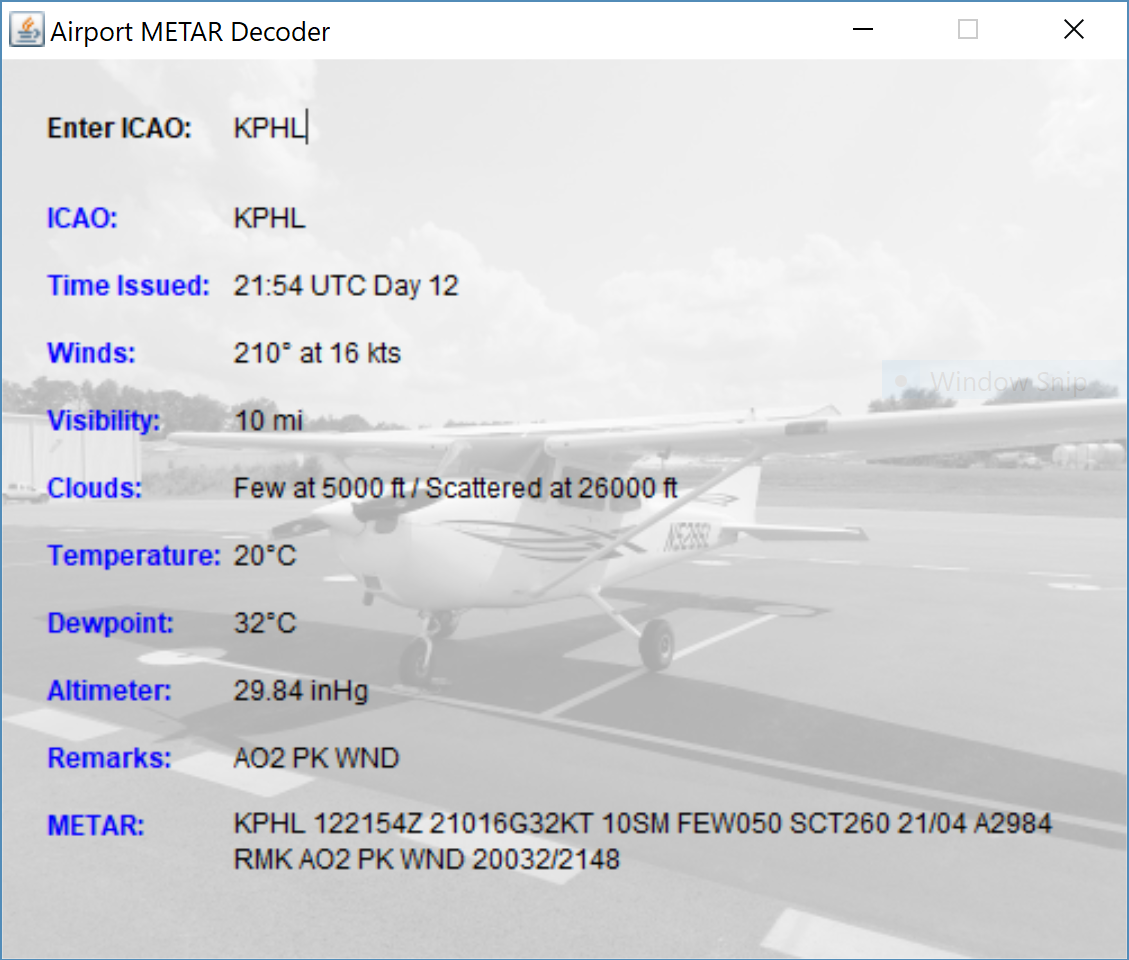 Airport METAR Decoder
Enter ICAO: KPHL
ICAO: KPHL
Time Issued: 21:54 UTC Day 12
Winds: 210° at 16 kts
Window Snip
Visibility: 10 mi
Clouds: Few at 5000 ft / Scattered at 26000 ft
Temperature: 20°C
Dewpoint: 32°C
Altimeter: 29.84 inHg
Remarks: AO2 PK WND
METAR: KPHL 122154Z 21016G32KT 10SM FEW050 SCT260 21/04 A2984
RMK AO2 PK WND 20032/2148